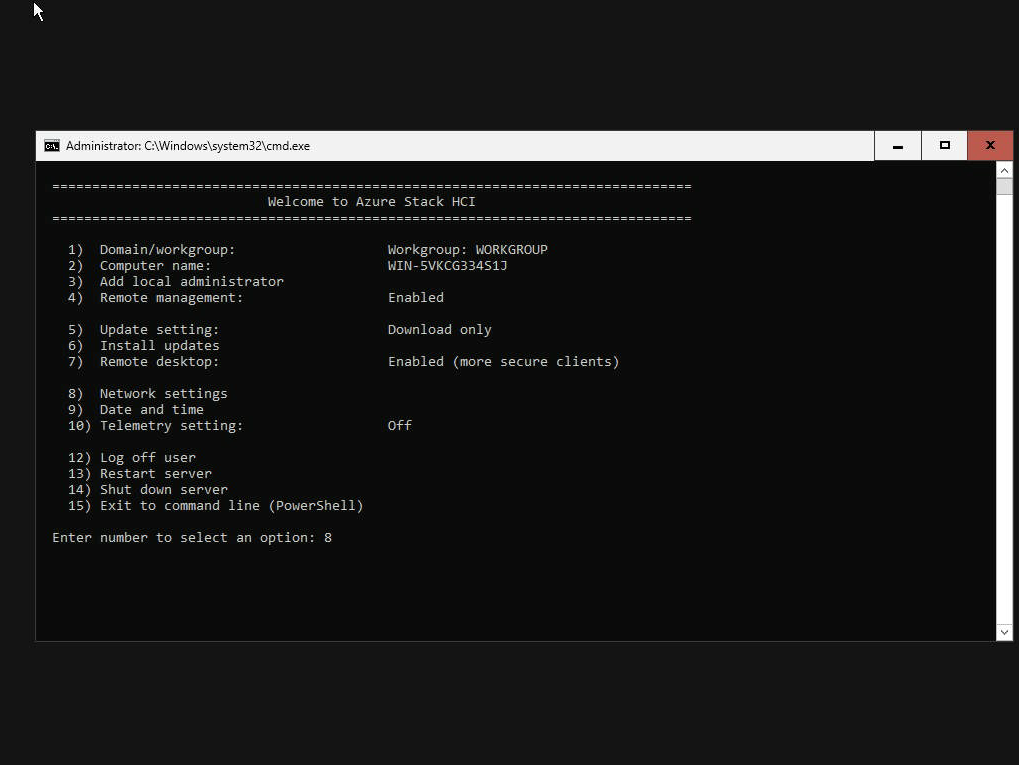 Administrator: C:\Windows\system32\cmd.exe
================================================================================
Welcome to Azure Stack HCI
================================================================================
1) Domain/workgroup: Workgroup: WORKGROUP
2) Computer name: WIN-5VKCG334S1J
3) Add local administrator
4) Remote management: Enabled
5) Update setting: Download only
6) Install updates
7) Remote desktop: Enabled (more secure clients)
8) Network settings
9) Date and time
10) Telemetry setting: Off
12) Log off user
13) Restart server
14) Shut down server
15) Exit to command line (PowerShell)
Enter number to select an option: 8